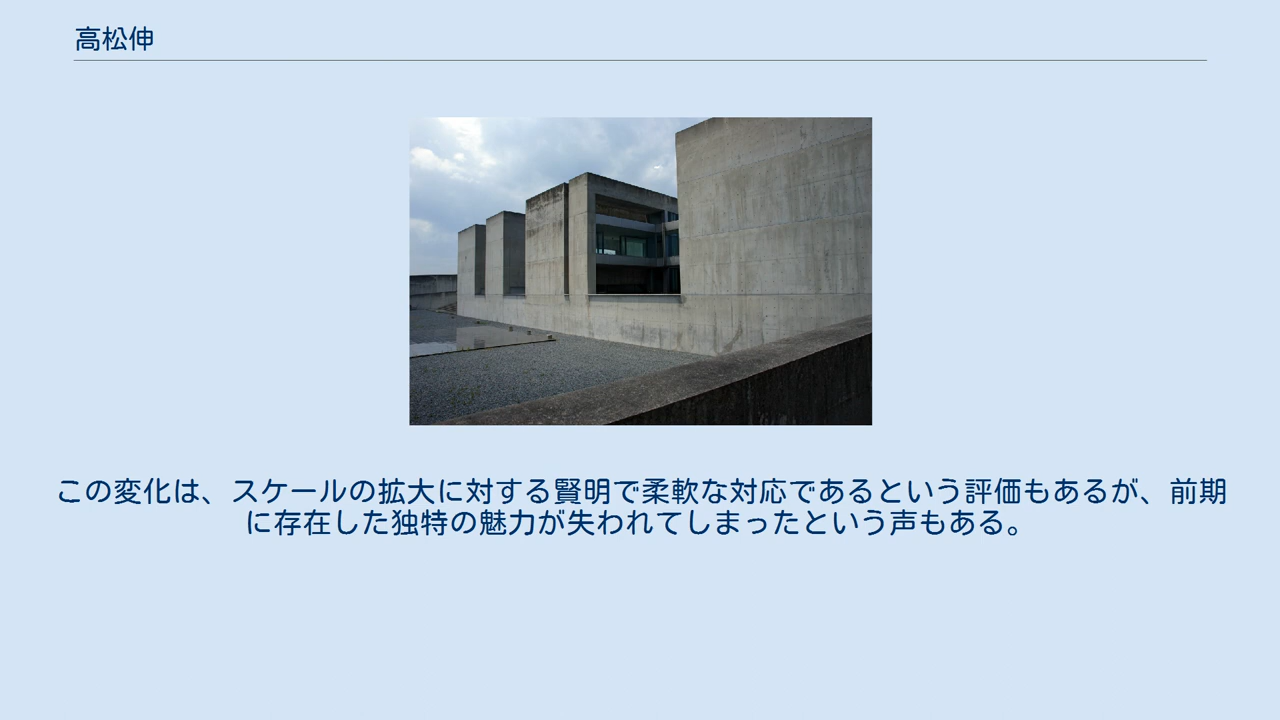 高松伸
この変化は、スケールの拡大に対する賢明で柔軟な対応であるという評価もあるが、前期
に存在した独特の魅力が失われてしまったという声もある。